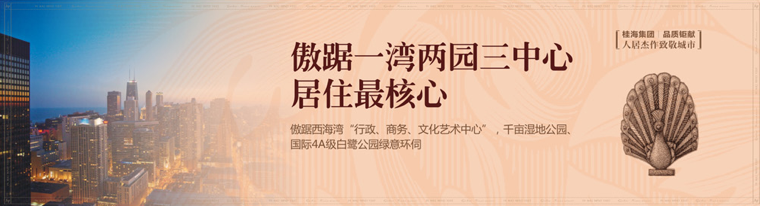 傲踞一湾两园三中心
居住最核心
傲踞西海湾“行政、商务、文化艺术中心”，千亩湿地公园、
国际4A级白鹭公园绿意环伺
桂海集团 品质钜献
人居杰作致敬城市